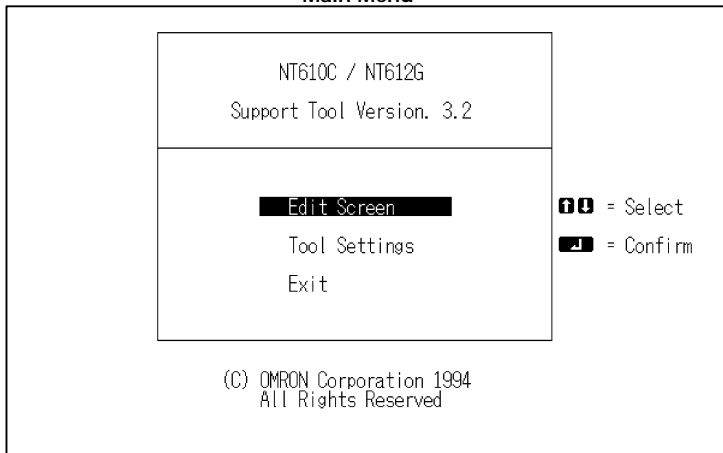 Main Menu
NT610C / NT612G
Support Tool Version. 3.2
Edit Screen
Tool Settings
Exit
↑↓ = Select
↵ = Confirm
(C) OMRON Corporation 1994
All Rights Reserved